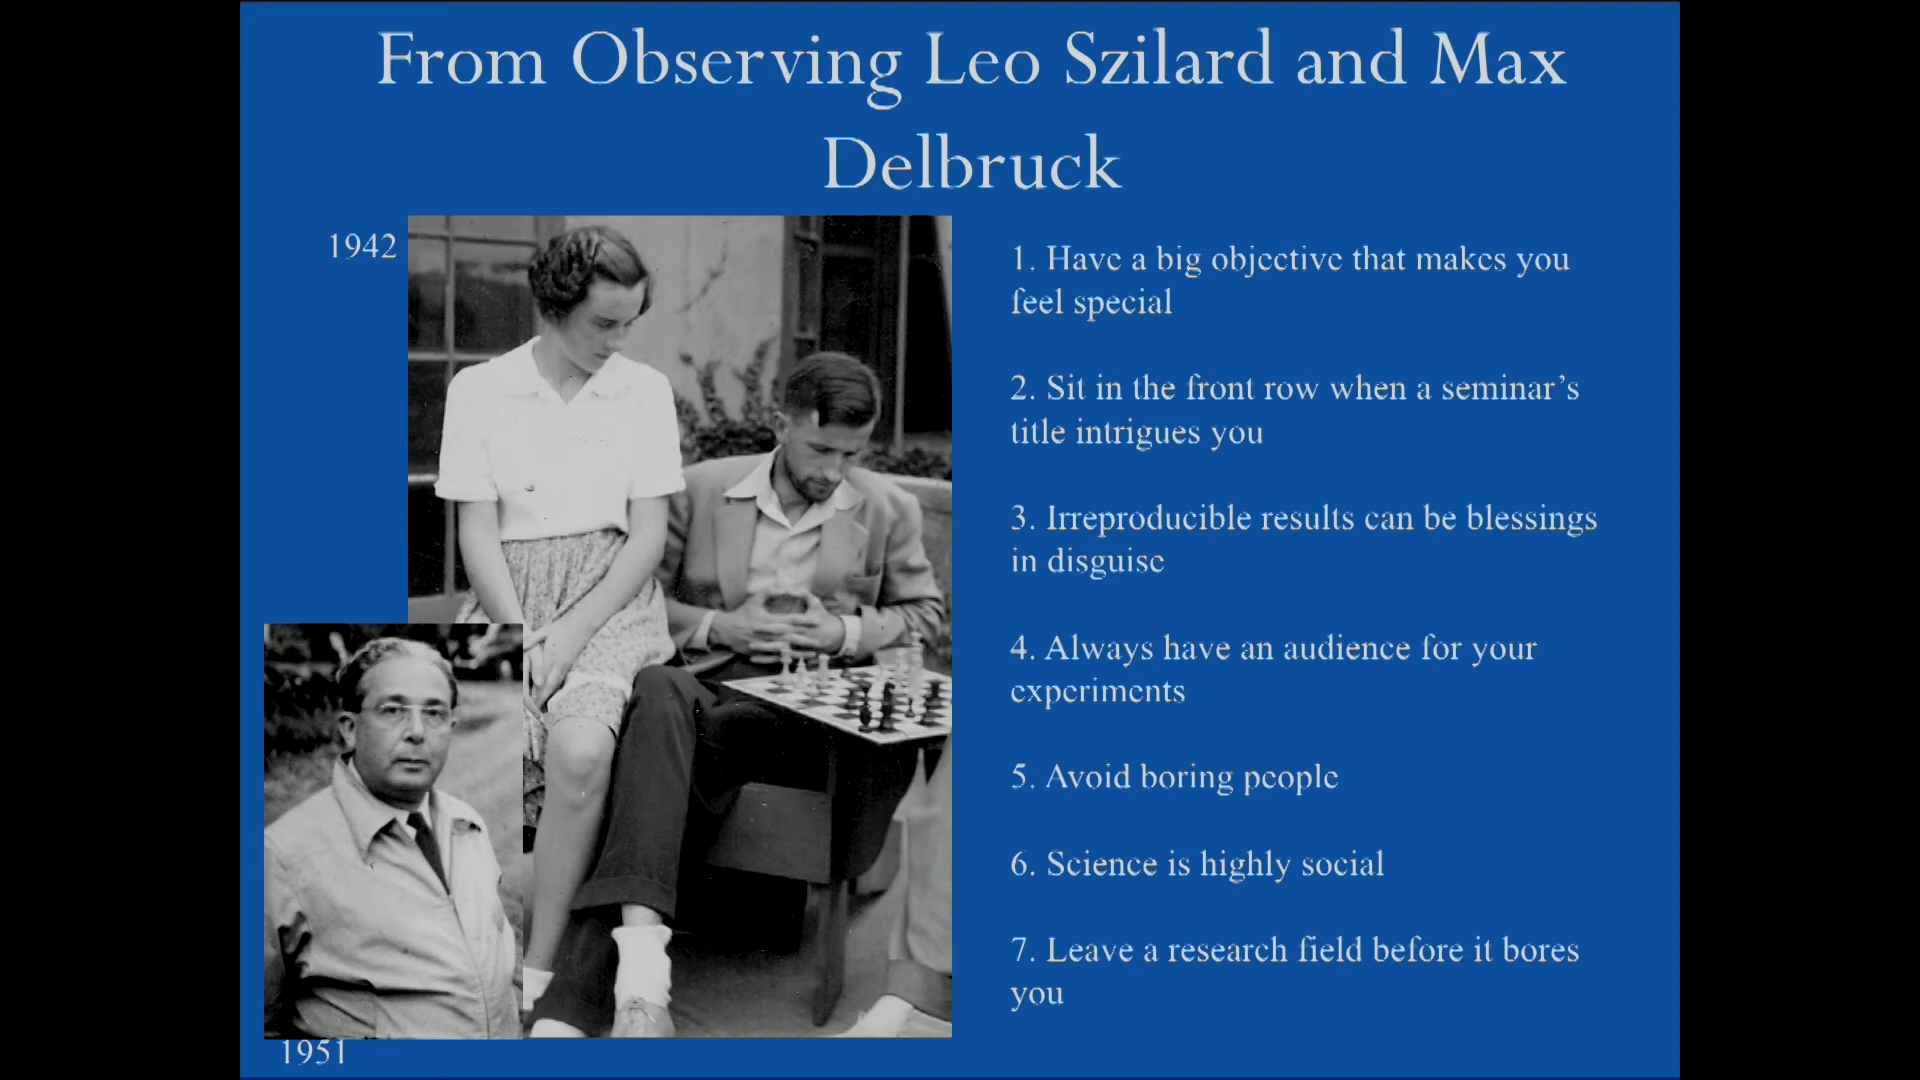 From Observing Leo Szilard and Max
Delbruck
1942
1. Have a big objective that makes you
feel special
2. Sit in the front row when a seminar’s
title intrigues you
3. Irreproducible results can be blessings
in disguise
4. Always have an audience for your
experiments
5. Avoid boring people
6. Science is highly social
7. Leave a research field before it bores
you
1951